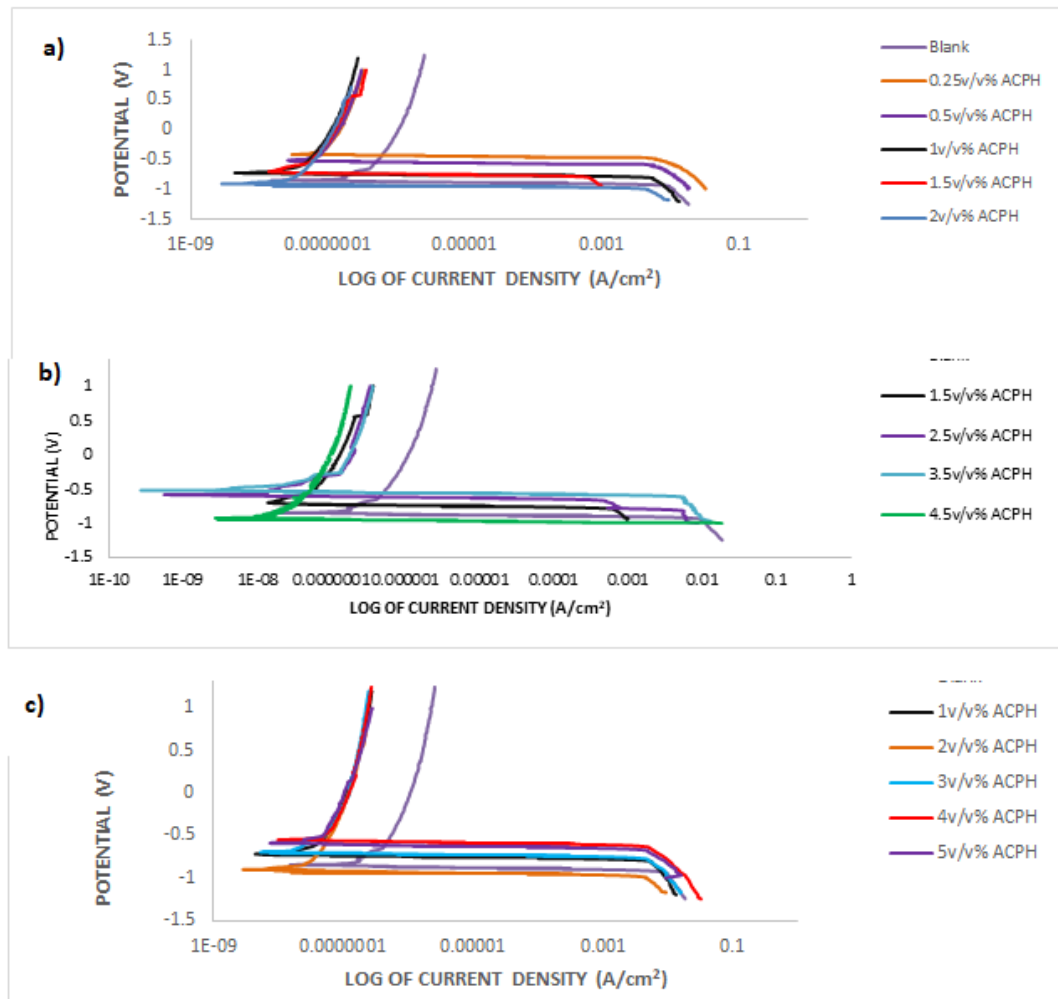 a)
1.5
1
0.5
0
-0.5
-1
-1.5
POTENTIAL (V)
1E-09
0.0000001
0.00001
0.001
0.1
LOG OF CURRENT DENSITY (A/cm²)
Blank
0.25v/v% ACPH
0.5v/v% ACPH
1v/v% ACPH
1.5v/v% ACPH
2v/v% ACPH
b)
1
0.5
0
-0.5
-1
-1.5
POTENTIAL (V)
1E-10
1E-09
1E-08
0.0000001
0.000001
0.00001
0.0001
0.001
0.01
0.1
1
LOG OF CURRENT DENSITY (A/cm²)
1.5v/v% ACPH
2.5v/v% ACPH
3.5v/v% ACPH
4.5v/v% ACPH
c)
1
0.5
0
-0.5
-1
-1.5
POTENTIAL (V)
1E-09
0.0000001
0.00001
0.001
0.1
LOG OF CURRENT DENSITY (A/cm²)
1v/v% ACPH
2v/v% ACPH
3v/v% ACPH
4v/v% ACPH
5v/v% ACPH